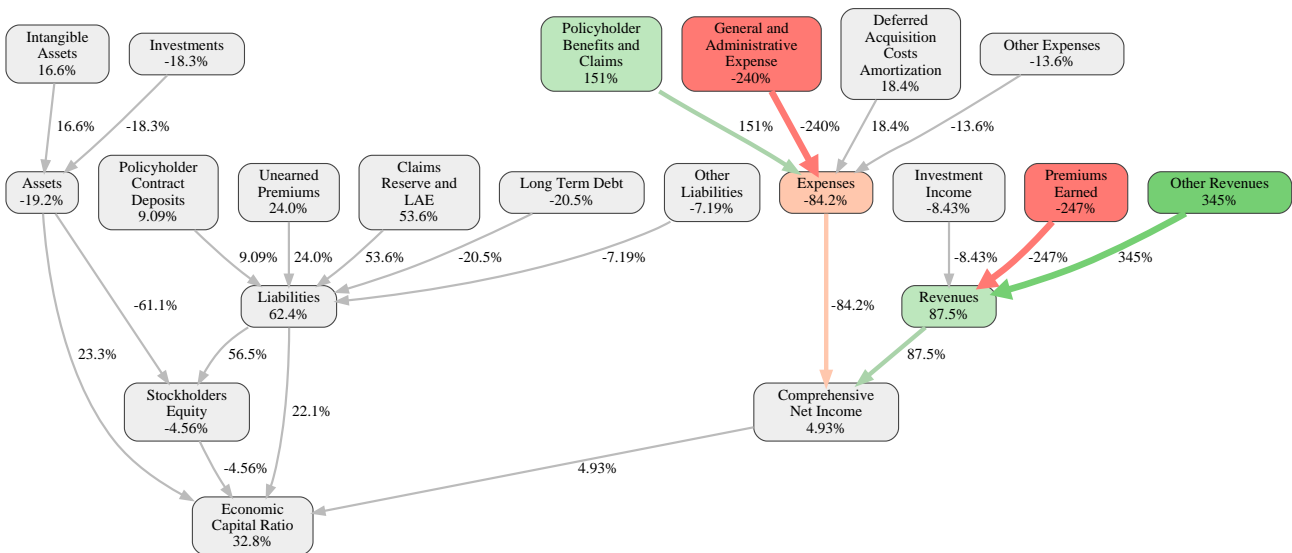 Intangible
Assets
16.6%
Investments
-18.3%
Policyholder
Benefits and
Claims
151%
General and
Administrative
Expense
-240%
Deferred
Acquisition
Costs
Amortization
18.4%
Other Expenses
-13.6%
16.6%
-18.3%
151%
-240%
18.4%
-13.6%
Assets
-19.2%
Policyholder
Contract
Deposits
9.09%
Unearned
Premiums
24.0%
Claims
Reserve and
LAE
53.6%
Long Term Debt
-20.5%
Other
Liabilities
-7.19%
Expenses
-84.2%
Investment
Income
-8.43%
Premiums
Earned
-247%
Other Revenues
345%
9.09%
24.0%
53.6%
-20.5%
-7.19%
-8.43%
-247%
345%
Liabilities
62.4%
Revenues
87.5%
-61.1%
-84.2%
23.3%
56.5%
87.5%
22.1%
Stockholders
Equity
-4.56%
Comprehensive
Net Income
4.93%
-4.56%
4.93%
Economic
Capital Ratio
32.8%